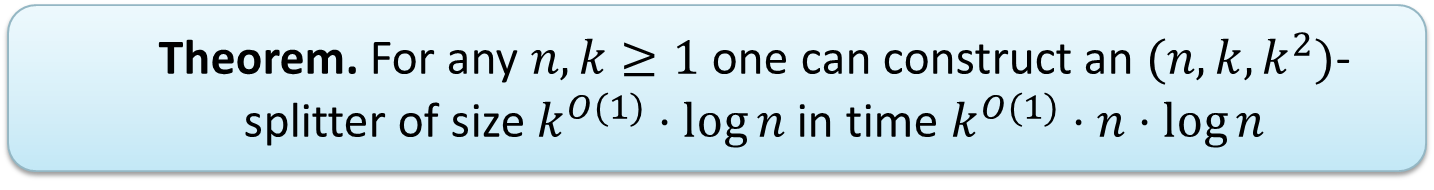 Theorem. For any n, k ≥ 1 one can construct an (n, k, k²)-
splitter of size k^{O(1)} · log n in time k^{O(1)} · n · log n